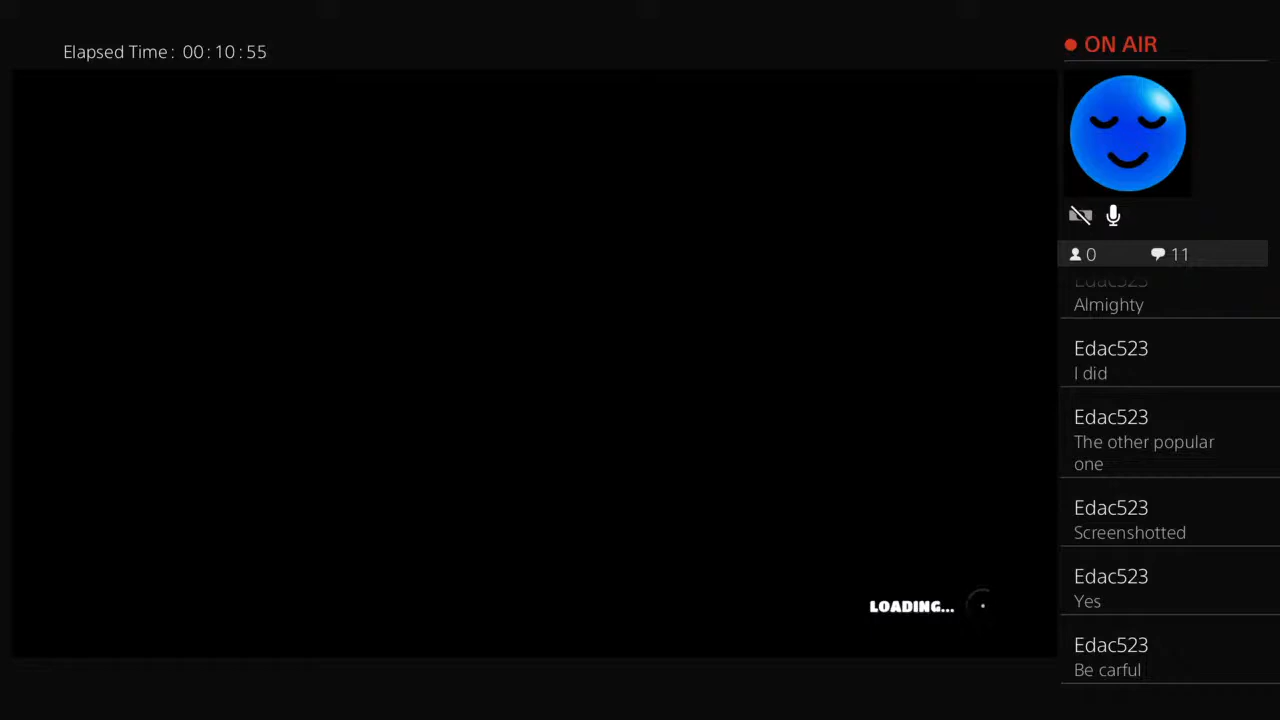 Elapsed Time: 00:10:55
ON AIR
0
11
Edac523
Almighty
Edac523
I did
Edac523
The other popular
one
Edac523
Screenshotted
Edac523
Yes
Edac523
Be carful
LOADING...